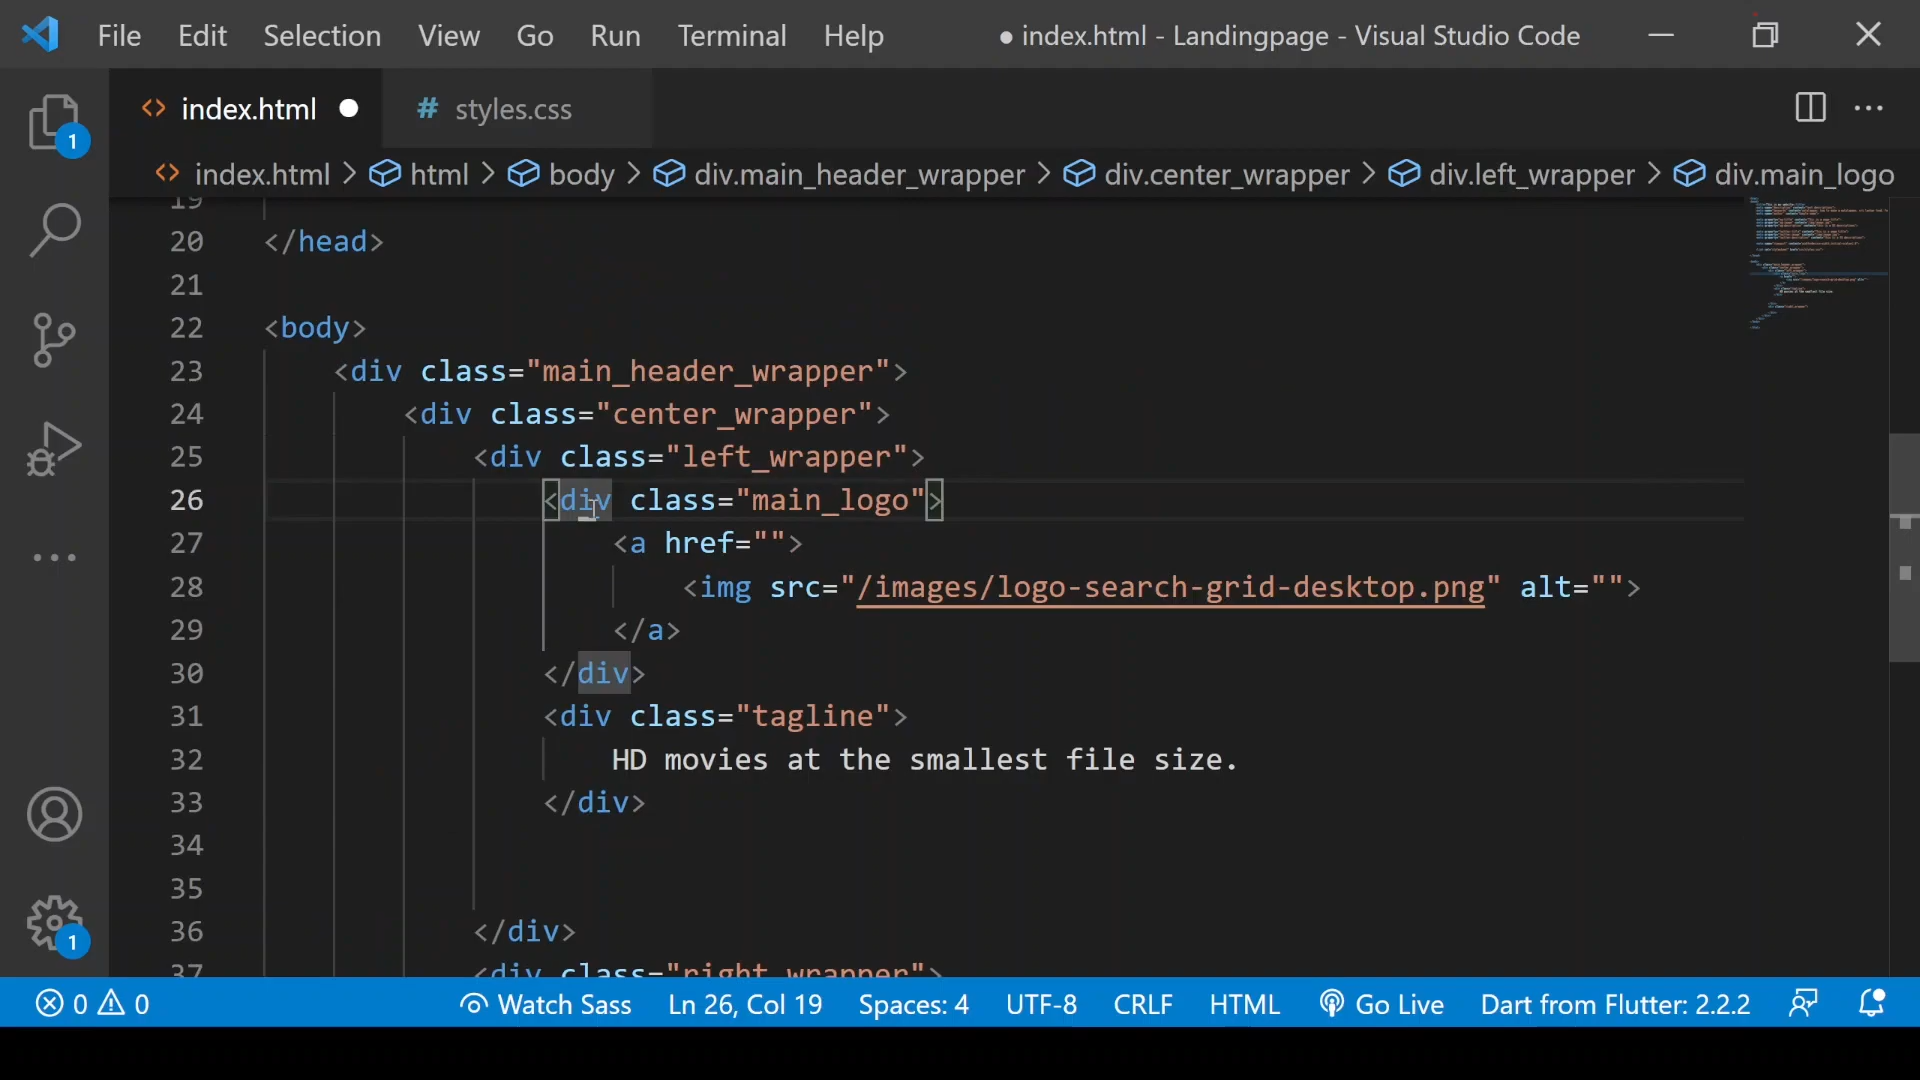 File Edit Selection View Go Run Terminal Help ● index.html - Landingpage - Visual Studio Code
index.html ● # styles.css
index.html > html > body > div.main_header_wrapper > div.center_wrapper > div.left_wrapper > div.main_logo
1
19
20 </head>
21
22 <body>
23 <div class="main_header_wrapper">
24 <div class="center_wrapper">
25 <div class="left_wrapper">
26 <div class="main_logo">
27 <a href="">
28 <img src="/images/logo-search-grid-desktop.png" alt="">
29 </a>
30 </div>
31 <div class="tagline">
32 HD movies at the smallest file size.
33 </div>
34
35
36 </div>
37 <div class="right_wrapper">
1
0 0 Watch Sass Ln 26, Col 19 Spaces: 4 UTF-8 CRLF HTML Go Live Dart from Flutter: 2.2.2